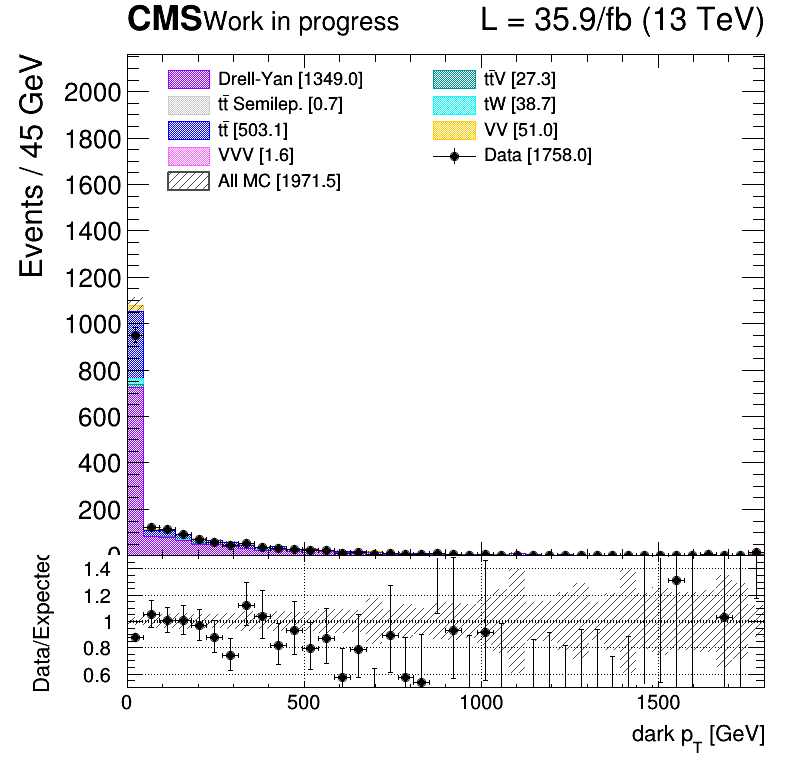 CMS Work in progress L = 35.9/fb (13 TeV)
Events / 45 GeV
2000
1800
1600
1400
1200
1000
800
600
400
200
0
Drell-Yan [1349.0]
tt̄ Semilep. [0.7]
tt̄ [503.1]
VVV [1.6]
All MC [1971.5]
tt̄V [27.3]
tW [38.7]
VV [51.0]
Data [1758.0]
Data/Expected
1.4
1.2
1
0.8
0.6
0 500 1000 1500
dark p_T [GeV]